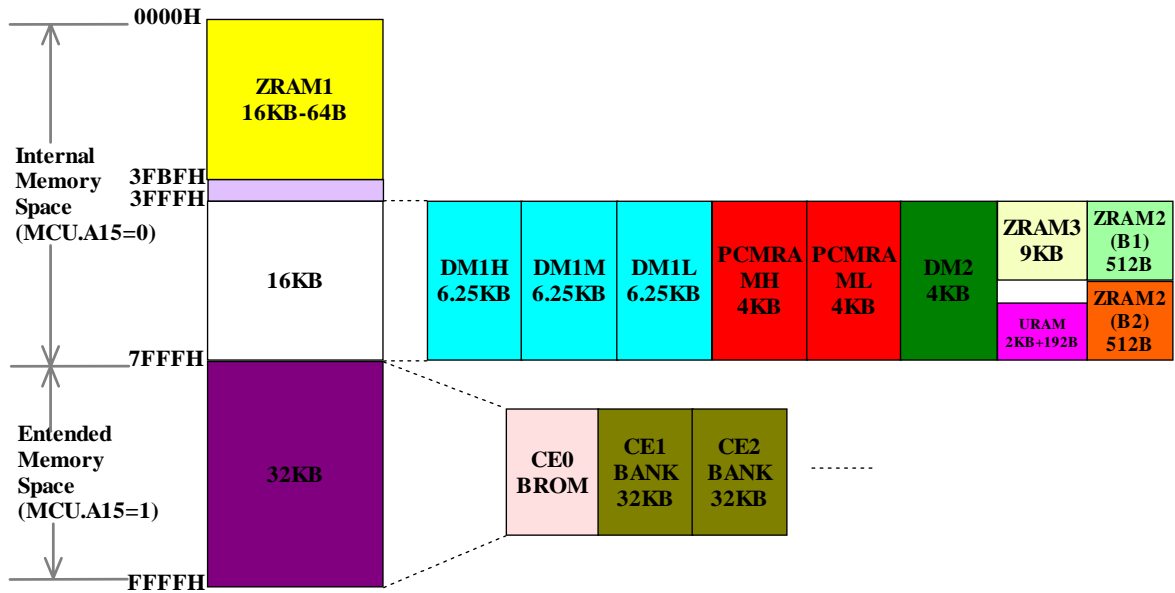 0000H
ZRAM1
16KB-64B
Internal
Memory
Space
(MCU.A15=0)
3FBFH
3FFFH
16KB
DM1H
6.25KB
DM1M
6.25KB
DM1L
6.25KB
PCMRA
MH
4KB
PCMRA
ML
4KB
DM2
4KB
ZRAM3
9KB
URAM
2KB+192B
ZRAM2
(B1)
512B
ZRAM2
(B2)
512B
7FFFH
Entended
Memory
Space
(MCU.A15=1)
32KB
CE0
BROM
CE1
BANK
32KB
CE2
BANK
32KB
FFFFH